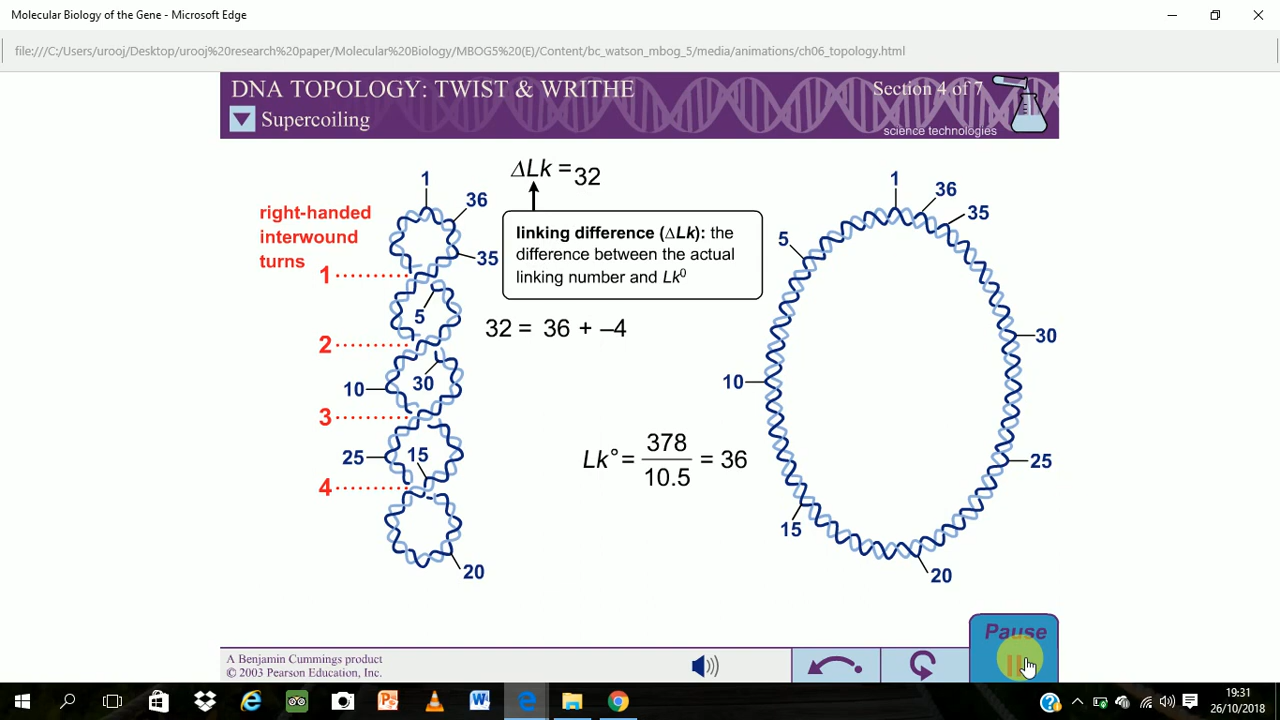 Molecular Biology of the Gene - Microsoft Edge
file:///C:/Users/urooj/Desktop/urooj%20research%20paper/Molecular%20Biology/MBOG5%20(E)/Content/bc_watson_mbog_5/media/animations/ch06_topology.html
DNA TOPOLOGY: TWIST & WRITHE
Section 4 of 7
Supercoiling
science technologies
ΔLk = 32
linking difference (ΔLk): the
difference between the actual
linking number and Lk⁰
32 = 36 + –4
Lk° = 378
10.5
= 36
right-handed
interwound
turns
1
2
3
4
1
36
35
5
10
30
25
15
20
1
36
35
5
30
10
25
15
20
Pause
A Benjamin Cummings product
© 2003 Pearson Education, Inc.
19:31
26/10/2018